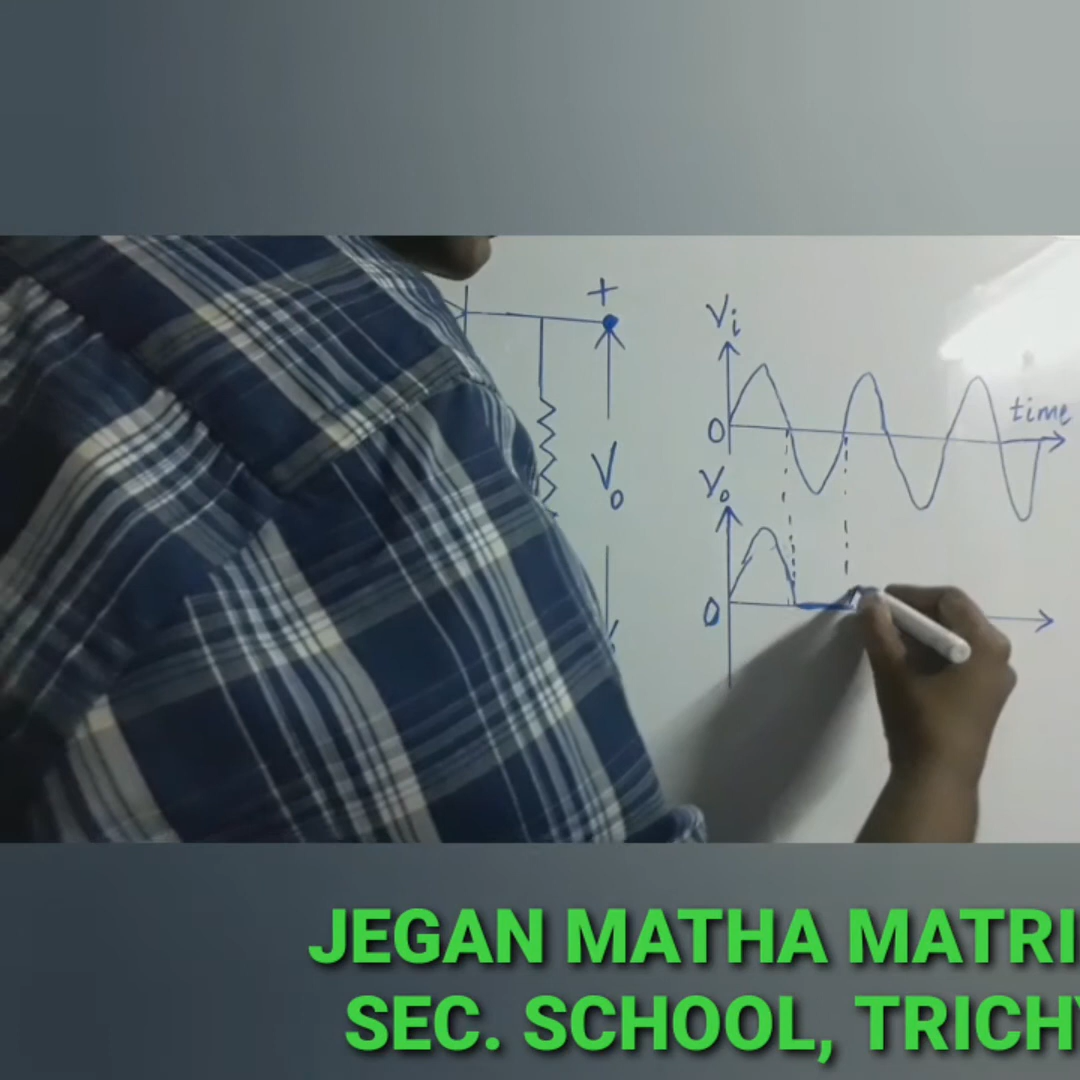 +
Vi
time
0
Vo
Vo
0
JEGAN MATHA MATRI
SEC. SCHOOL, TRICHY